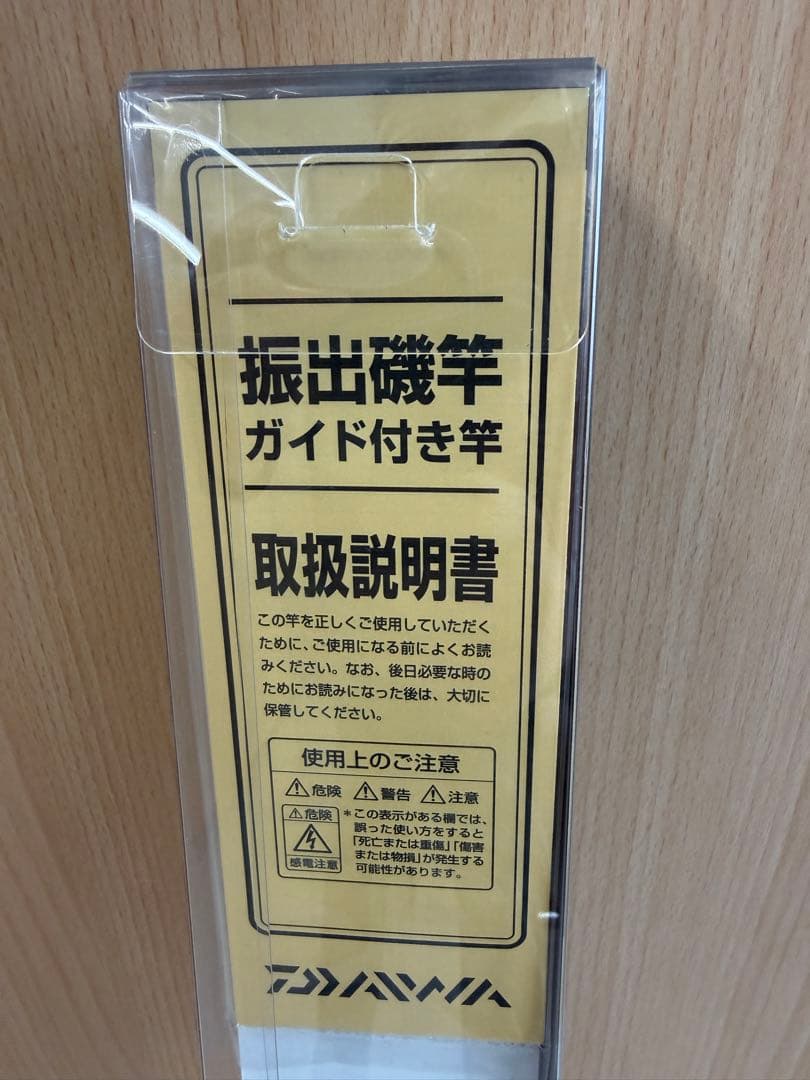 振出磯竿
ガイド付き竿
取扱説明書
この竿を正しくご使用していただく
ために、ご使用になる前によくお読
みください。なお、後日必要な時の
ためにお読みになった後は、大切に
保管してください。
使用上のご注意
⚠危険 ⚠警告 ⚠注意
⚠危険
感電注意
*この表示がある欄では、
誤った使い方をすると
「死亡または重傷」「傷害
または物損」が発生する
可能性があります。
DAIWA